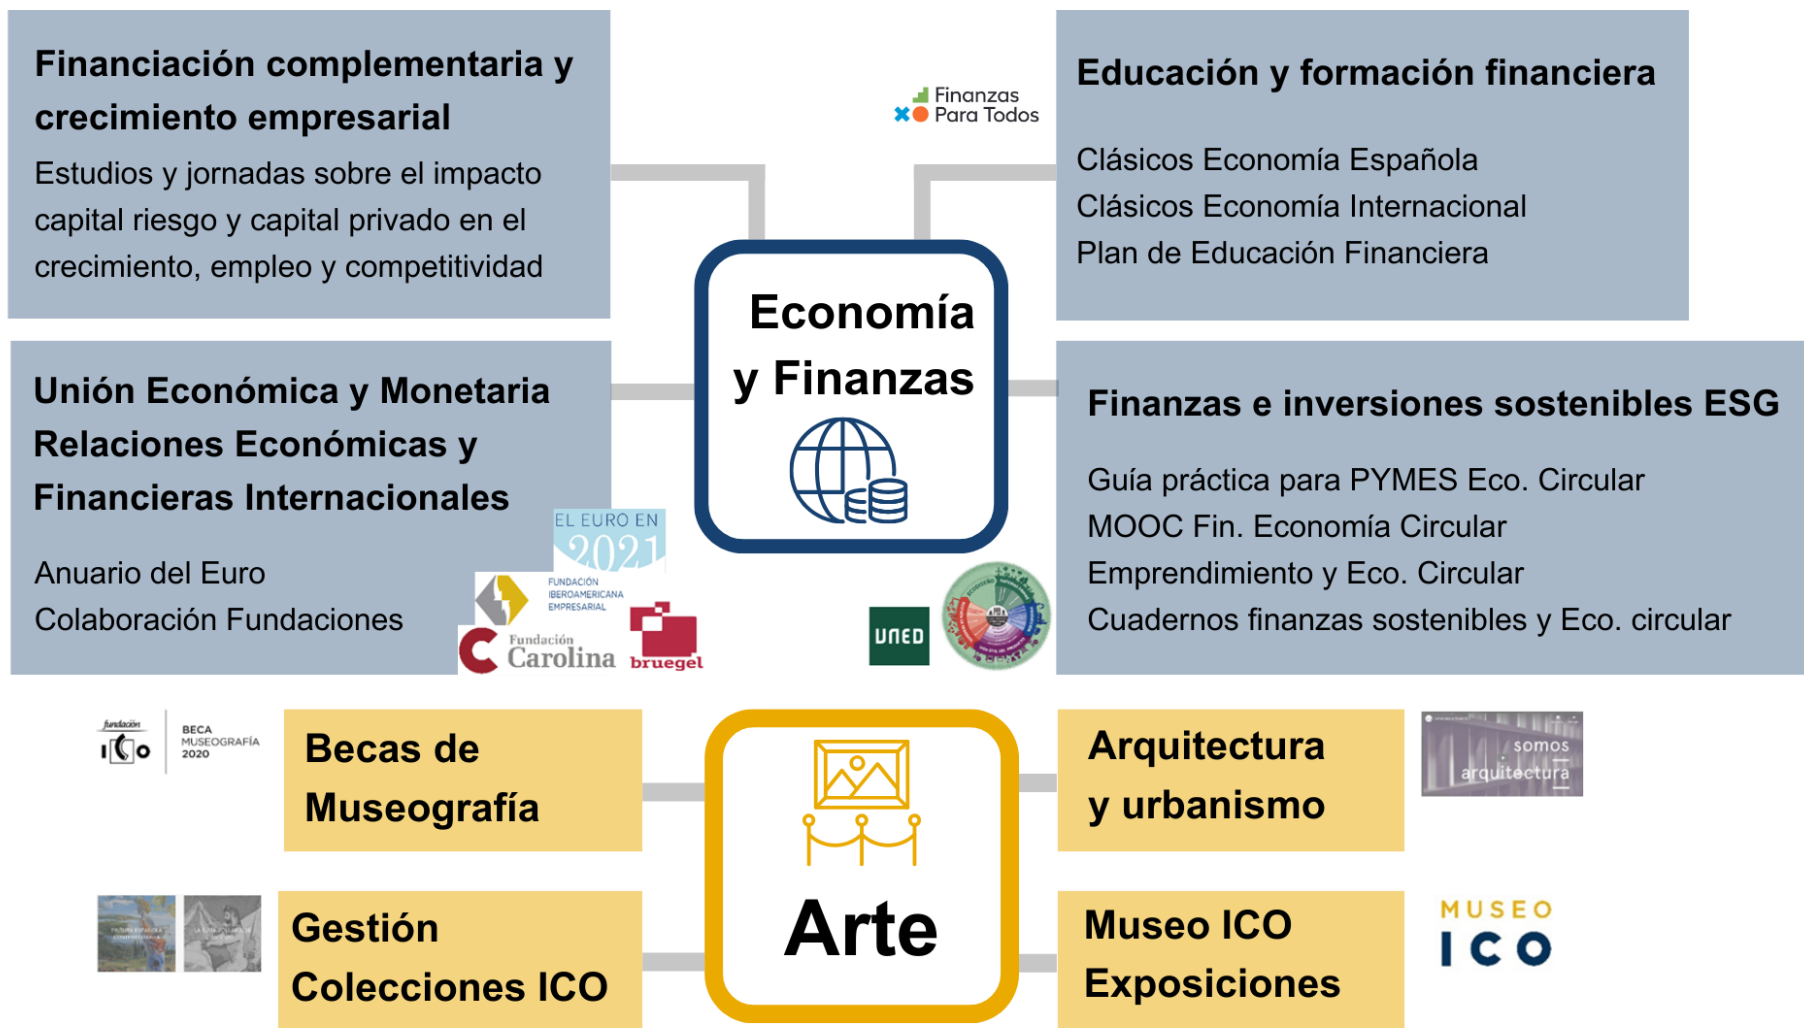 Financiación complementaria y
crecimiento empresarial
Estudios y jornadas sobre el impacto
capital riesgo y capital privado en el
crecimiento, empleo y competitividad
Finanzas
Para Todos
Educación y formación financiera
Clásicos Economía Española
Clásicos Economía Internacional
Plan de Educación Financiera
Economía
y Finanzas
Unión Económica y Monetaria
Relaciones Económicas y
Financieras Internacionales
Anuario del Euro
Colaboración Fundaciones
EL EURO EN
2021
FUNDACIÓN
IBEROAMERICANA
EMPRESARIAL
Fundación
Carolina
bruegel
UNED
Finanzas e inversiones sostenibles ESG
Guía práctica para PYMES Eco. Circular
MOOC Fin. Economía Circular
Emprendimiento y Eco. Circular
Cuadernos finanzas sostenibles y Eco. circular
fundación
ICO
BECA
MUSEOGRAFÍA
2020
Becas de
Museografía
Gestión
Colecciones ICO
Arte
Arquitectura
y urbanismo
somos
arquitectura
Museo ICO
Exposiciones
MUSEO
ICO